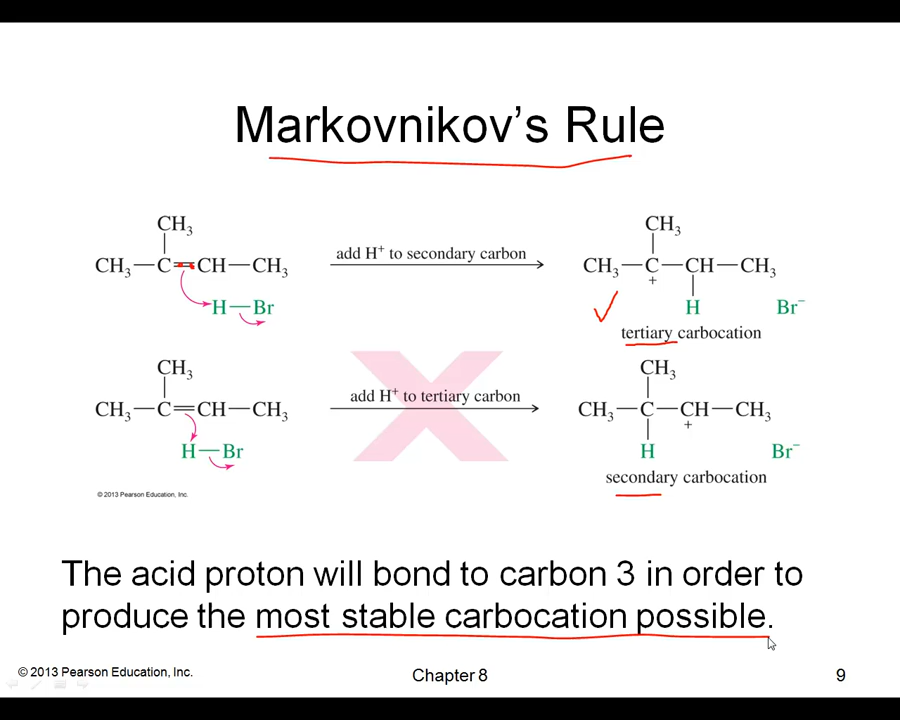 Markovnikov's Rule
CH₃
CH₃—C=CH—CH₃
H—Br
add H⁺ to secondary carbon
CH₃
CH₃—C—CH—CH₃
+
H
Br⁻
tertiary carbocation
CH₃
CH₃—C=CH—CH₃
H—Br
add H⁺ to tertiary carbon
CH₃
CH₃—C—CH—CH₃
+
H
Br⁻
secondary carbocation
© 2013 Pearson Education, Inc.
The acid proton will bond to carbon 3 in order to
produce the most stable carbocation possible.
© 2013 Pearson Education, Inc.
Chapter 8
9